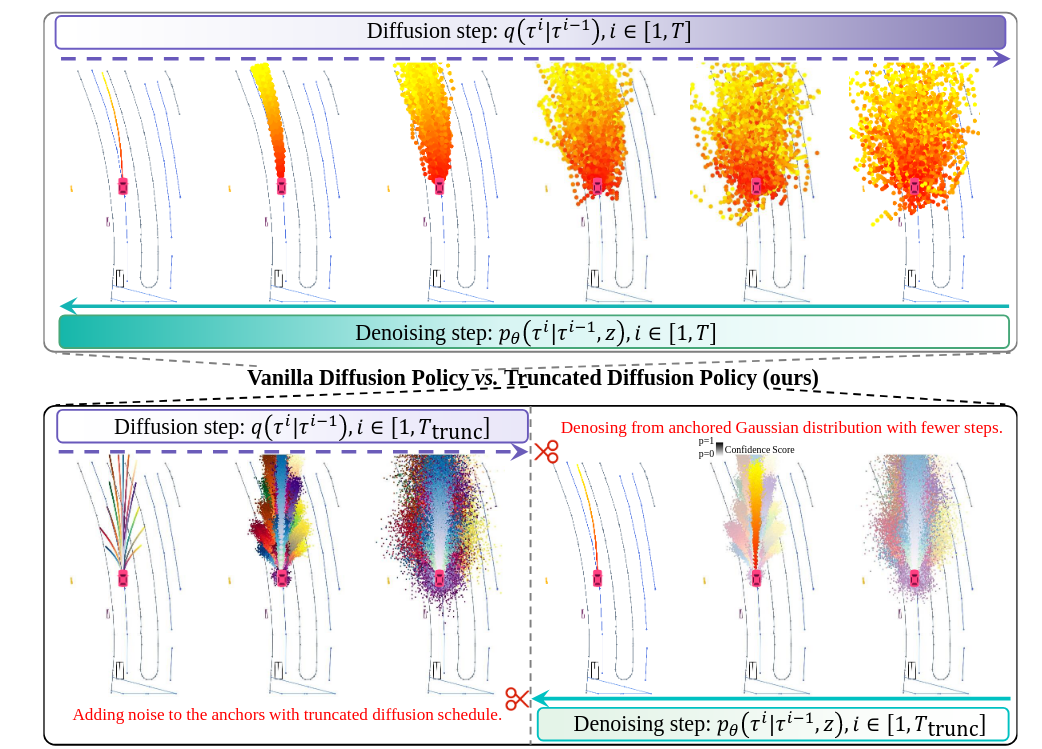 Diffusion step: q(τ^i|τ^{i−1}), i ∈ [1, T]
Denoising step: p_θ(τ^i|τ^{i−1}, z), i ∈ [1, T]
Vanilla Diffusion Policy vs. Truncated Diffusion Policy (ours)
Diffusion step: q(τ^i|τ^{i−1}), i ∈ [1, T_trunc]
Denosing from anchored Gaussian distribution with fewer steps.
p=1
p=0 Confidence Score
Adding noise to the anchors with truncated diffusion schedule.
Denoising step: p_θ(τ^i|τ^{i−1}, z), i ∈ [1, T_trunc]